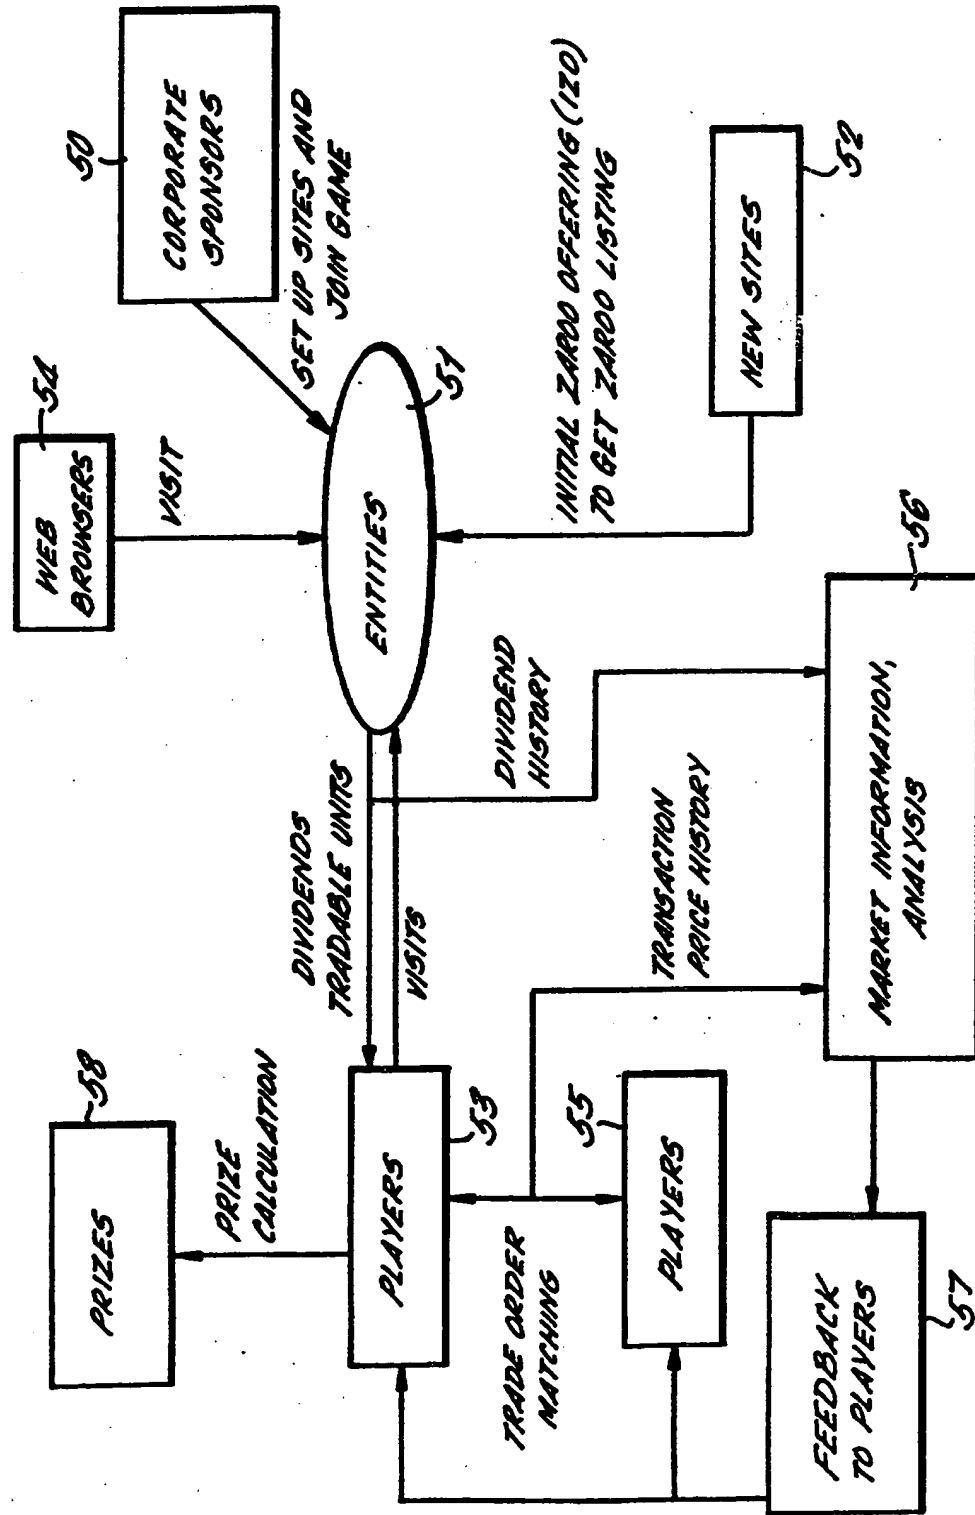 PRIZES
58
WEB
BROWSERS
54
50
CORPORATE
SPONSORS
VISIT
PRIZE
CALCULATION
SET UP SITES AND
JOIN GAME
DIVIDENDS
TRADABLE UNITS
VISITS
ENTITIES
51
PLAYERS
53
TRADE ORDER
MATCHING
DIVIDEND
HISTORY
INITIAL ZARDO OFFERING (IZO)
TO GET ZARDO LISTING
55
PLAYERS
TRANSACTION
PRICE HISTORY
NEW SITES
52
FEEDBACK
TO PLAYERS
57
MARKET INFORMATION,
ANALYSIS
56